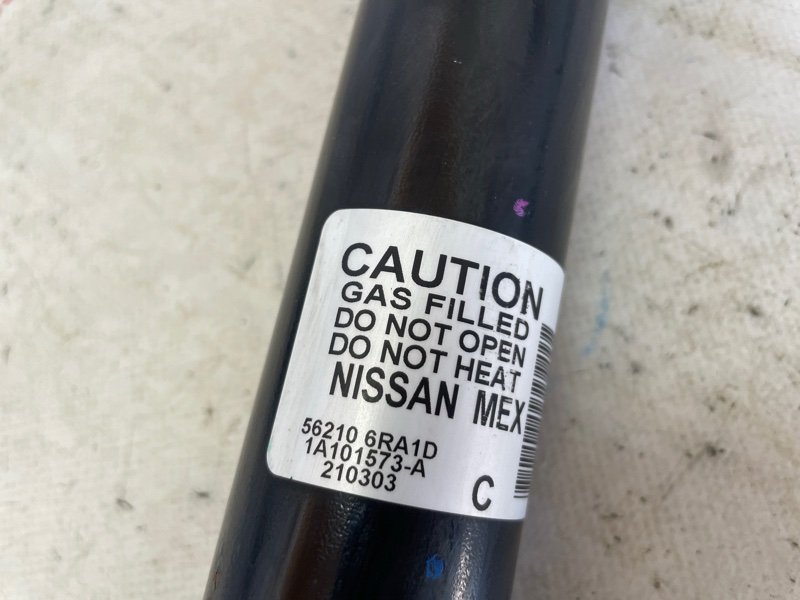 CAUTION
GAS FILLED
DO NOT OPEN
DO NOT HEAT
NISSAN MEX
56210 6RA1D
1A101573-A
210303
C